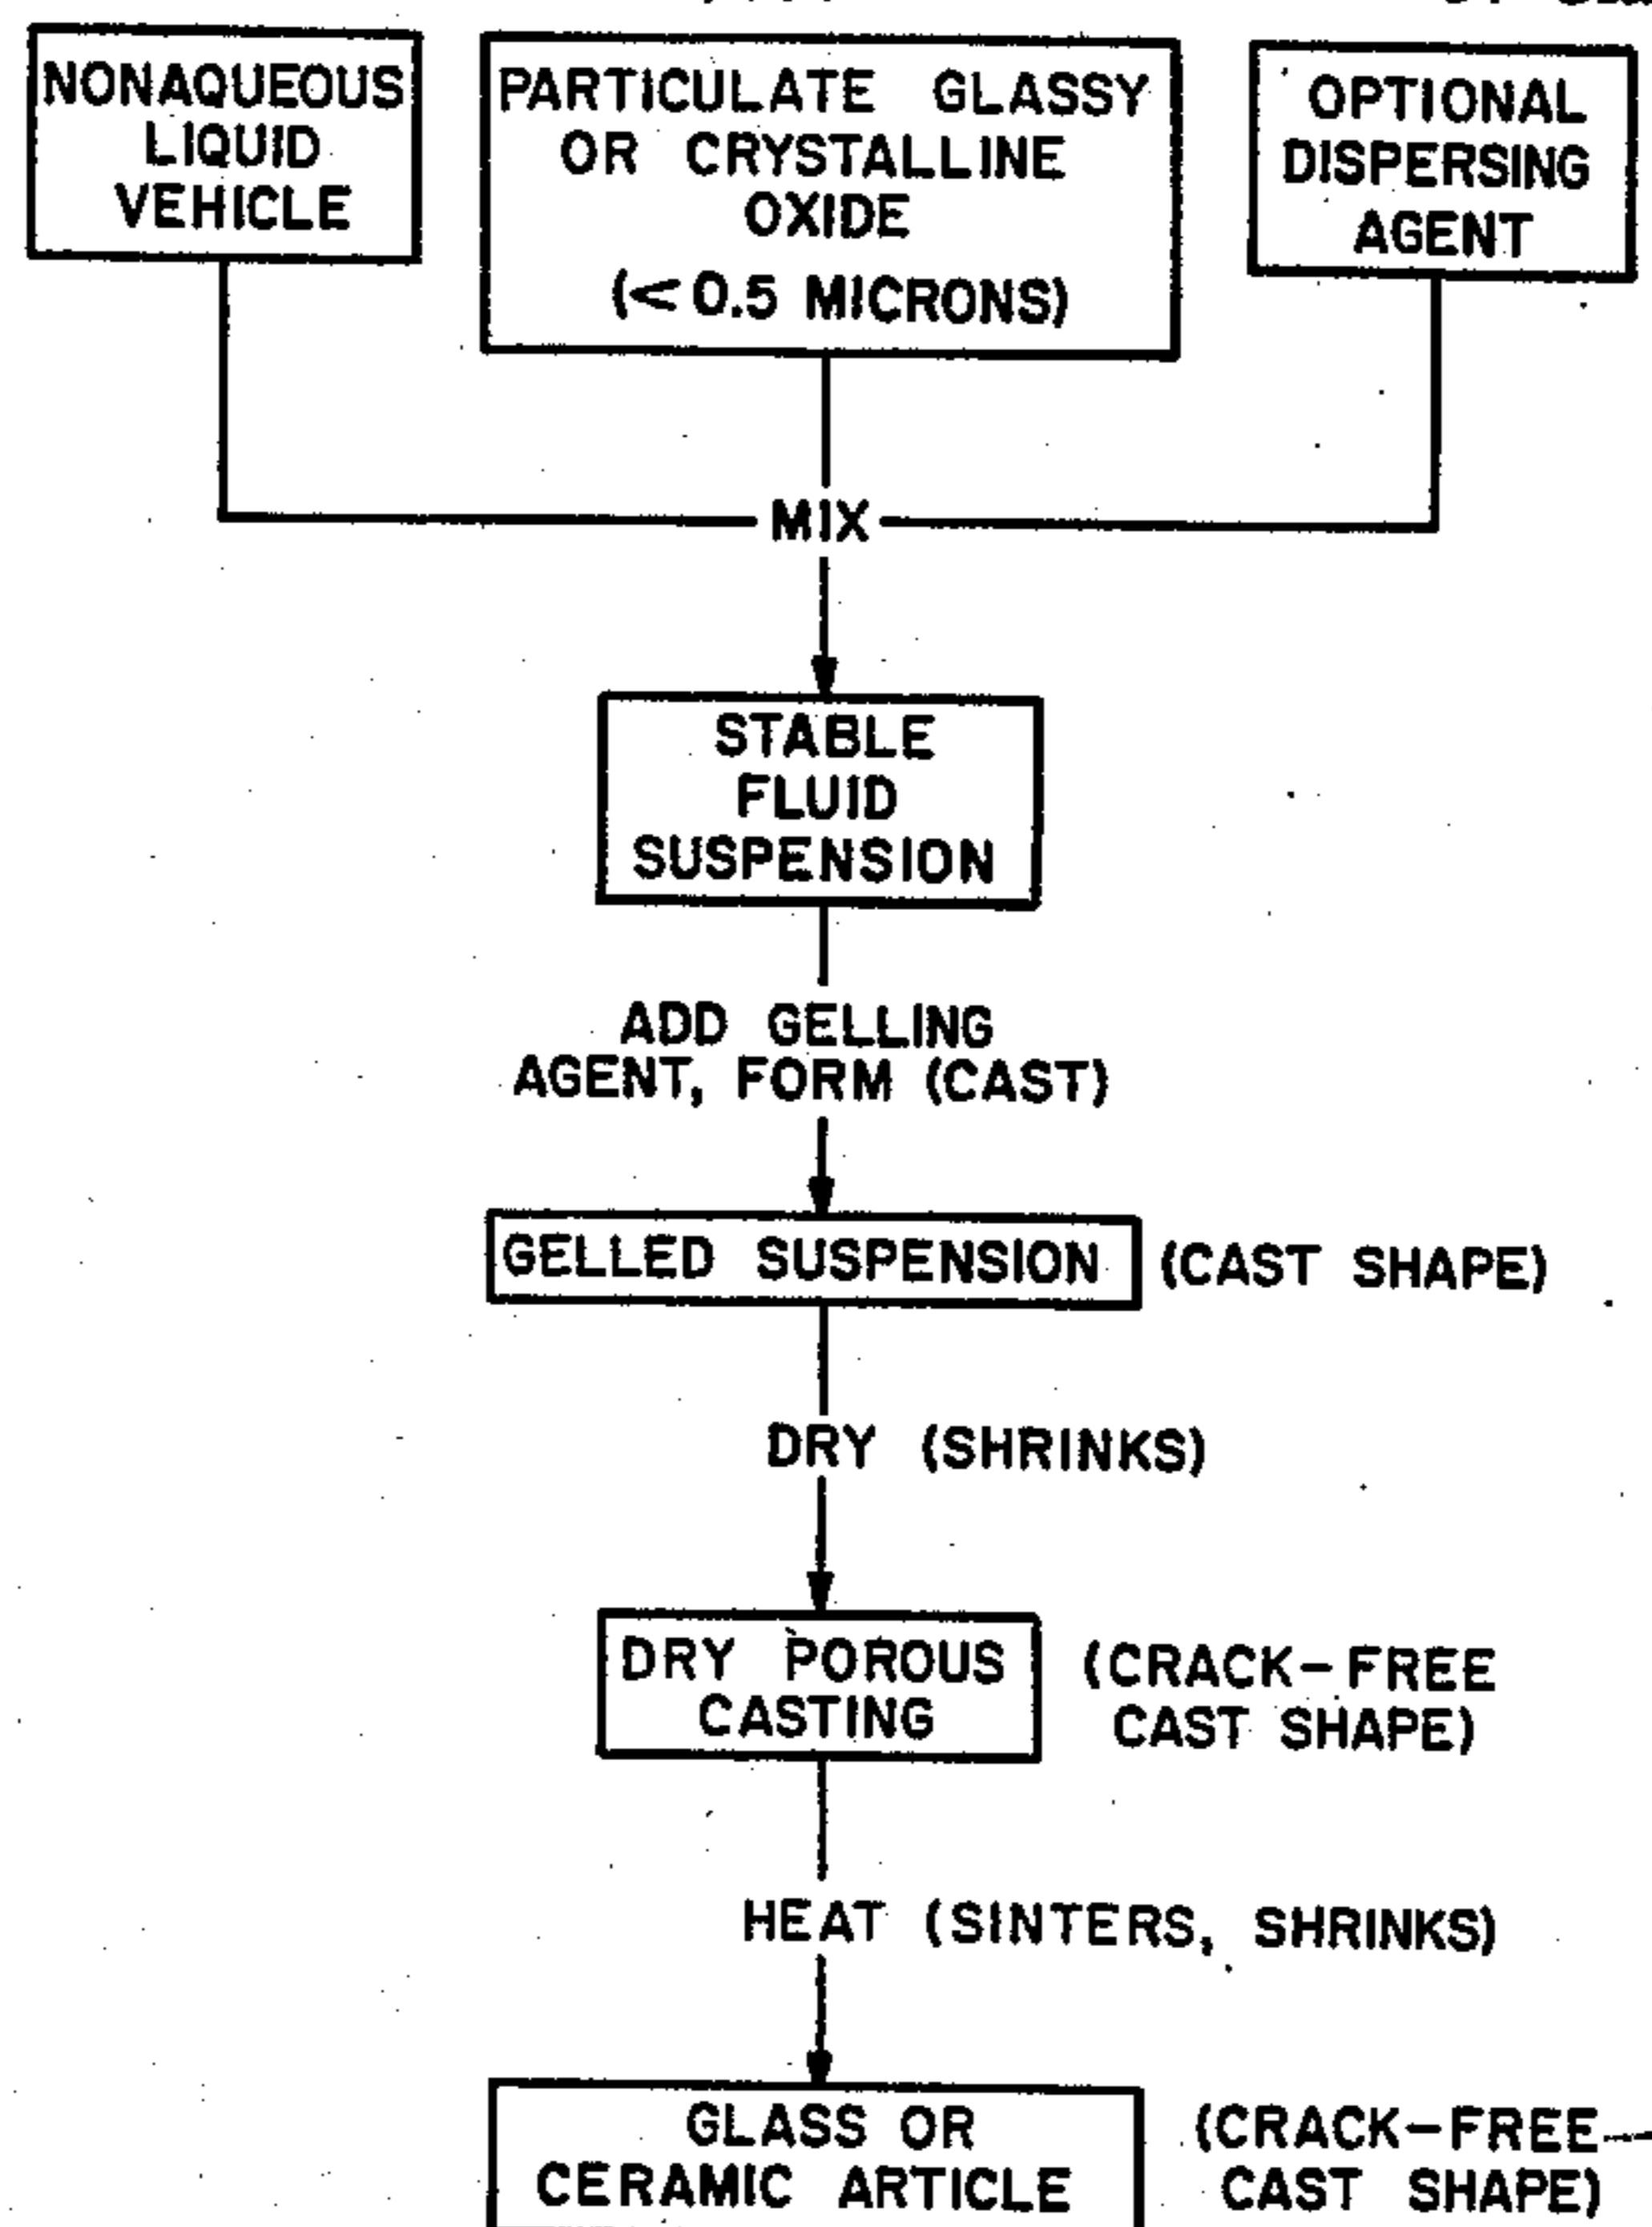 NONAQUEOUS
LIQUID
VEHICLE
PARTICULATE GLASSY
OR CRYSTALLINE
OXIDE
(< 0.5 MICRONS)
OPTIONAL
DISPERSING
AGENT
MIX
STABLE
FLUID
SUSPENSION
ADD GELLING
AGENT, FORM (CAST)
GELLED SUSPENSION
(CAST SHAPE)
DRY (SHRINKS)
DRY POROUS
CASTING
(CRACK-FREE
CAST SHAPE)
HEAT (SINTERS, SHRINKS)
GLASS OR
CERAMIC ARTICLE
(CRACK-FREE
CAST SHAPE)